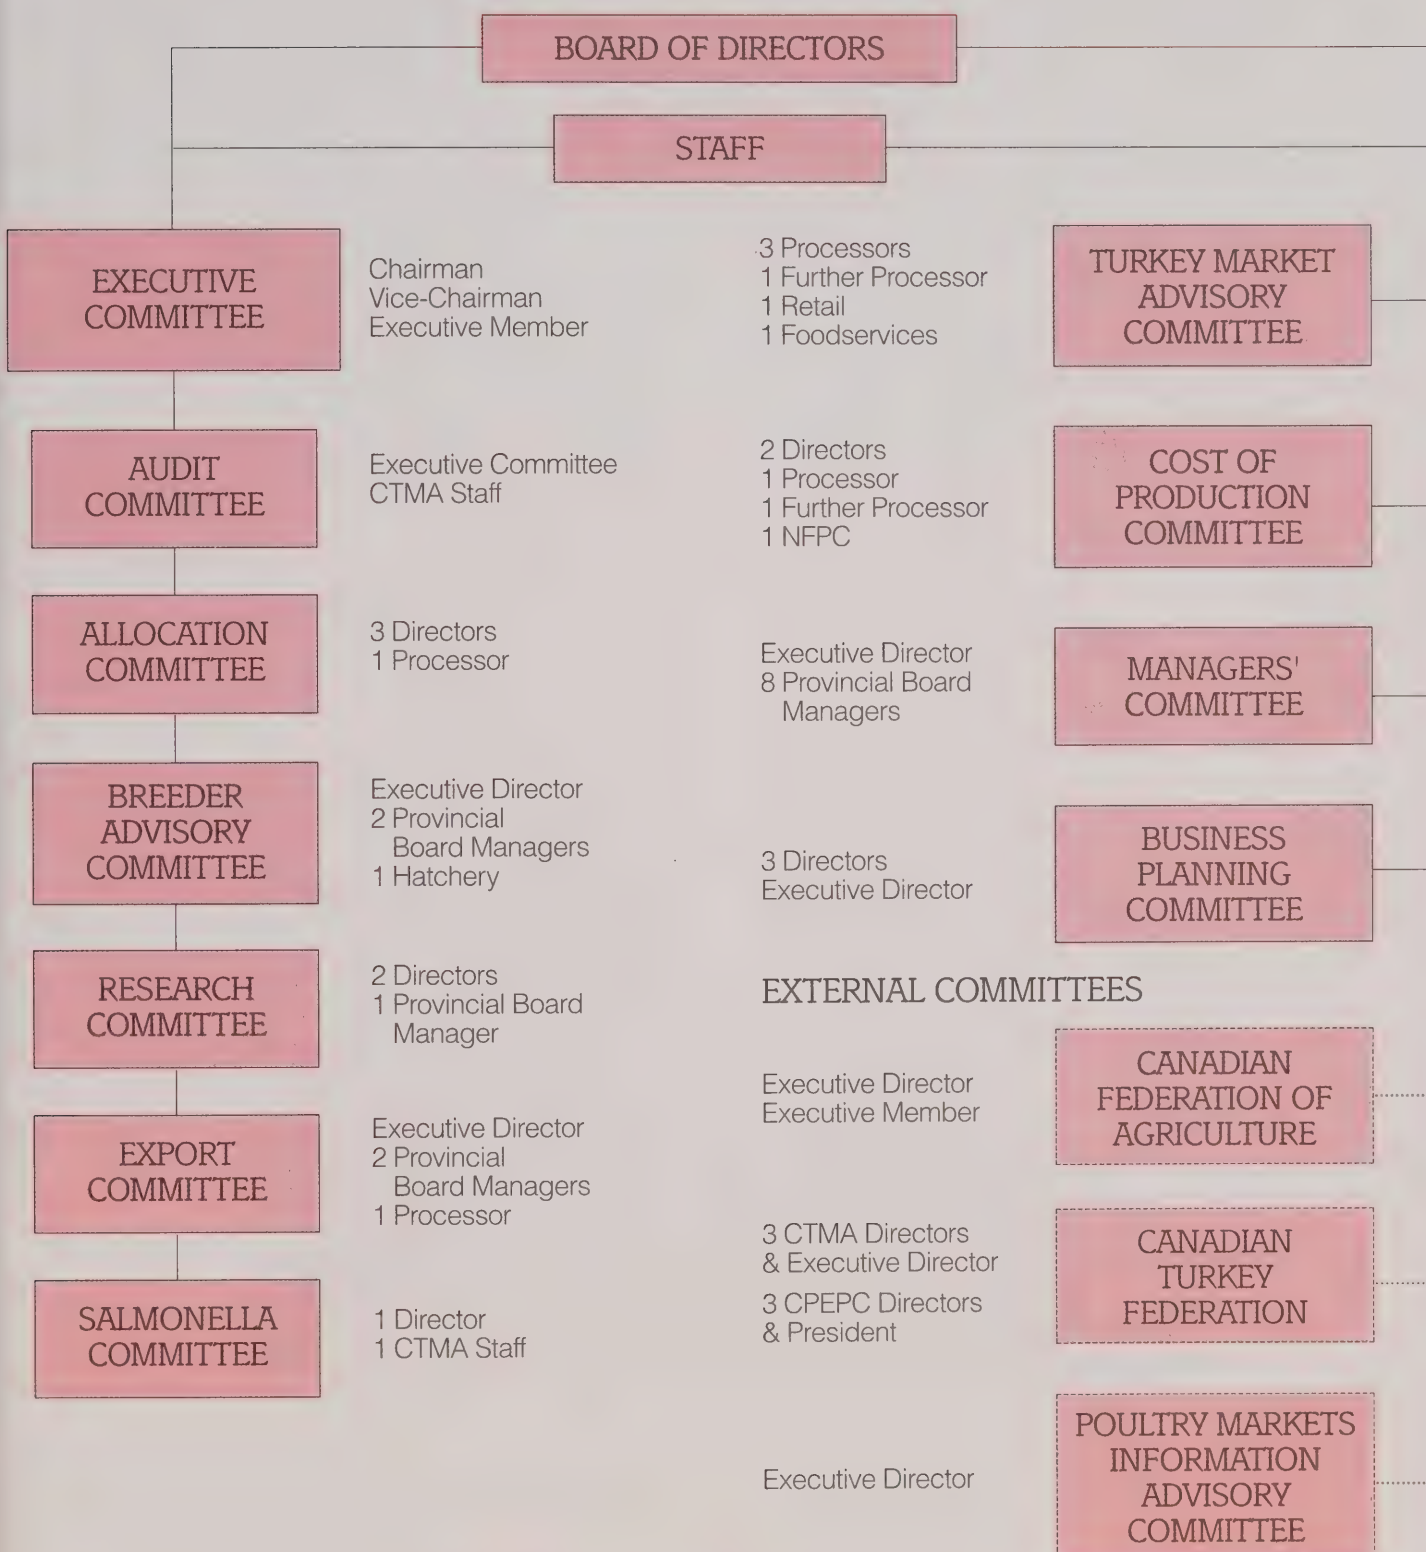 BOARD OF DIRECTORS
STAFF
EXECUTIVE
COMMITTEE
Chairman
Vice-Chairman
Executive Member
AUDIT
COMMITTEE
Executive Committee
CTMA Staff
ALLOCATION
COMMITTEE
3 Directors
1 Processor
BREEDER
ADVISORY
COMMITTEE
Executive Director
2 Provincial
Board Managers
1 Hatchery
RESEARCH
COMMITTEE
2 Directors
1 Provincial Board
Manager
EXPORT
COMMITTEE
Executive Director
2 Provincial
Board Managers
1 Processor
SALMONELLA
COMMITTEE
1 Director
1 CTMA Staff
3 Processors
1 Further Processor
1 Retail
1 Foodservices
TURKEY MARKET
ADVISORY
COMMITTEE
2 Directors
1 Processor
1 Further Processor
1 NFPC
COST OF
PRODUCTION
COMMITTEE
Executive Director
8 Provincial Board
Managers
MANAGERS'
COMMITTEE
3 Directors
Executive Director
BUSINESS
PLANNING
COMMITTEE
EXTERNAL COMMITTEES
Executive Director
Executive Member
CANADIAN
FEDERATION OF
AGRICULTURE
3 CTMA Directors
& Executive Director
3 CPEPC Directors
& President
CANADIAN
TURKEY
FEDERATION
Executive Director
POULTRY MARKETS
INFORMATION
ADVISORY
COMMITTEE